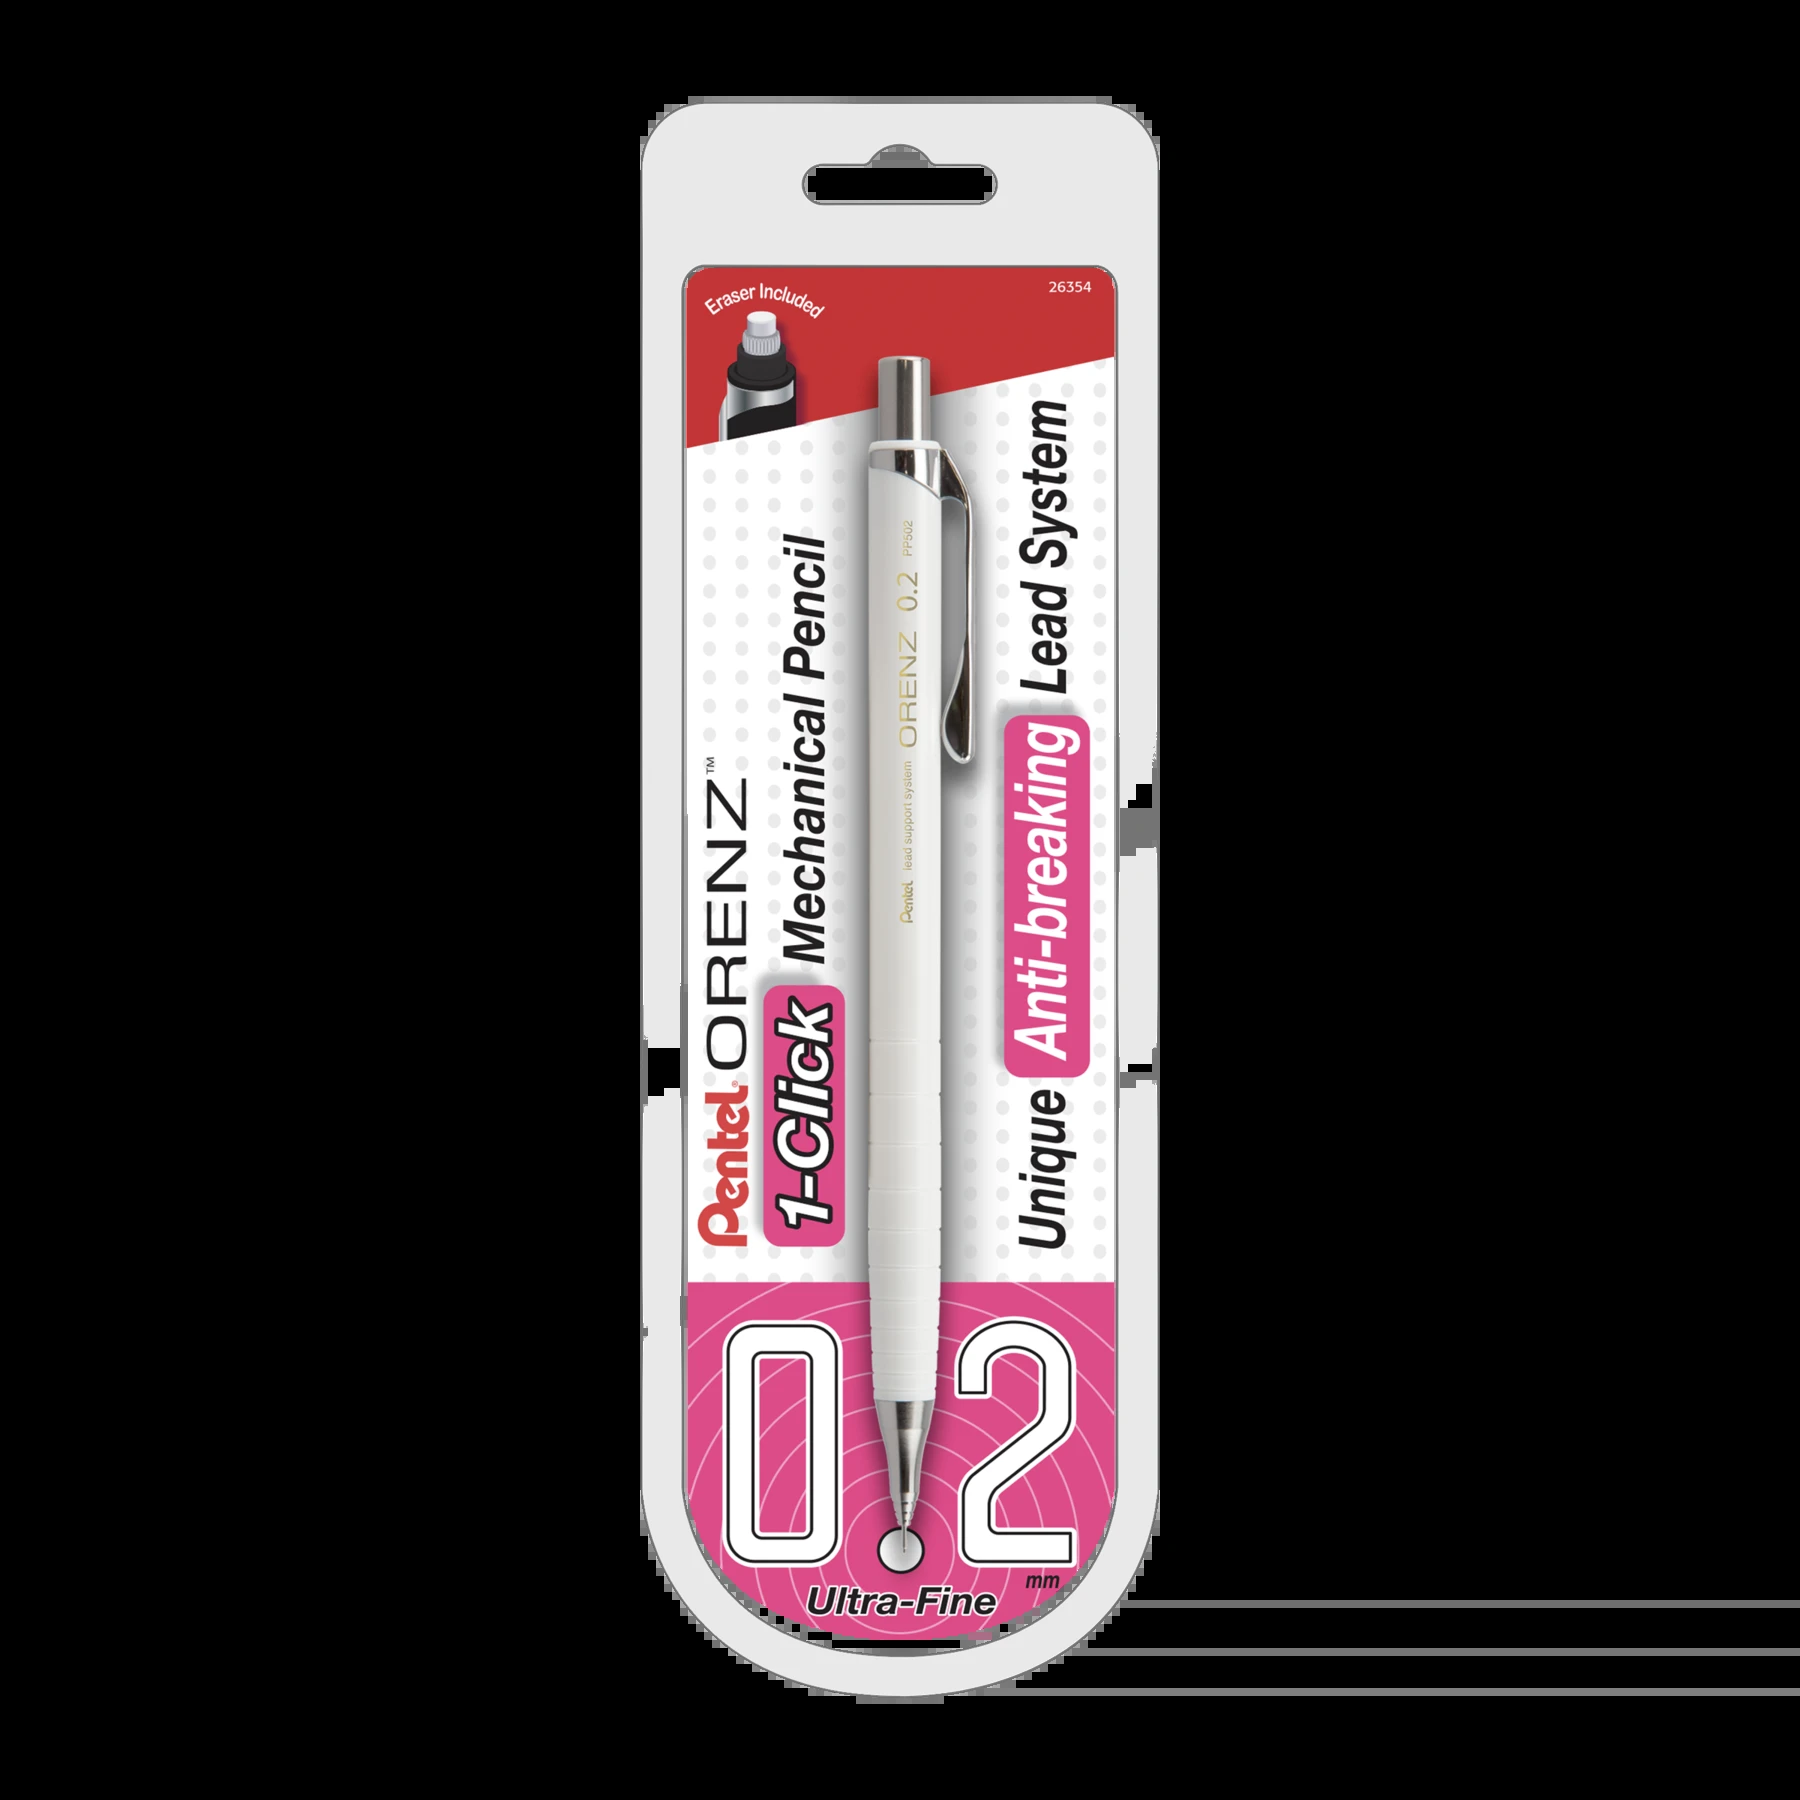 Eraser Included
26354
Pentel® ORENZ™
1-Click Mechanical Pencil
Pentel lead support system ORENZ 0.2 PP502
Unique Anti-breaking Lead System
0.2
mm
Ultra-Fine